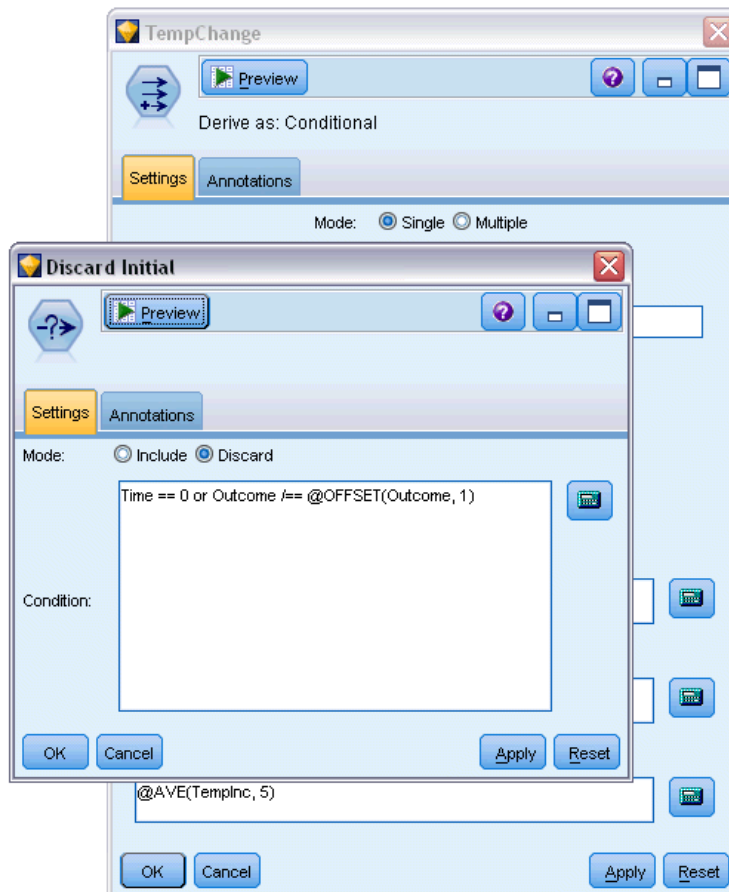 TempChange
Preview
Derive as: Conditional
Settings Annotations
Mode: Single Multiple
Discard Initial
Preview
Settings Annotations
Mode: Include Discard
Time == 0 or Outcome /== @OFFSET(Outcome, 1)
Condition:
OK Cancel Apply Reset
@AVE(TempInc, 5)
OK Cancel Apply Reset